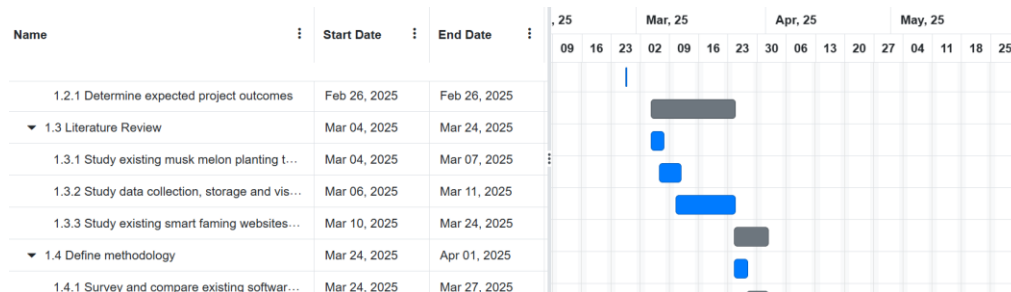 Name Start Date End Date , 25 Mar, 25 Apr, 25 May, 25
09 16 23 02 09 16 23 30 06 13 20 27 04 11 18 25
1.2.1 Determine expected project outcomes Feb 26, 2025 Feb 26, 2025
1.3 Literature Review Mar 04, 2025 Mar 24, 2025
1.3.1 Study existing musk melon planting t... Mar 04, 2025 Mar 07, 2025
1.3.2 Study data collection, storage and vis... Mar 06, 2025 Mar 11, 2025
1.3.3 Study existing smart faming websites... Mar 10, 2025 Mar 24, 2025
1.4 Define methodology Mar 24, 2025 Apr 01, 2025
1.4.1 Survey and compare existing softwar... Mar 24, 2025 Mar 27, 2025